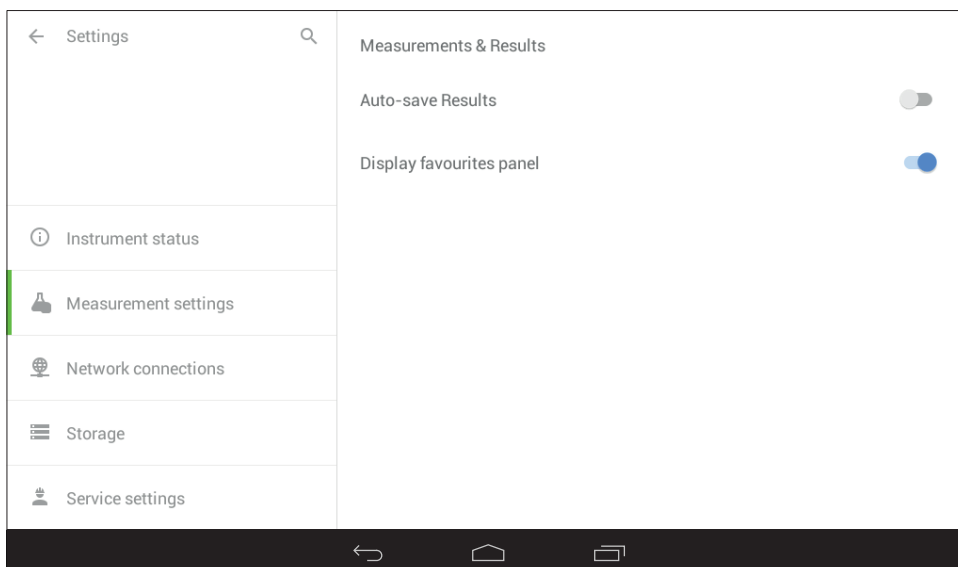 Settings
Instrument status
Measurement settings
Network connections
Storage
Service settings
Measurements & Results
Auto-save Results
Display favourites panel